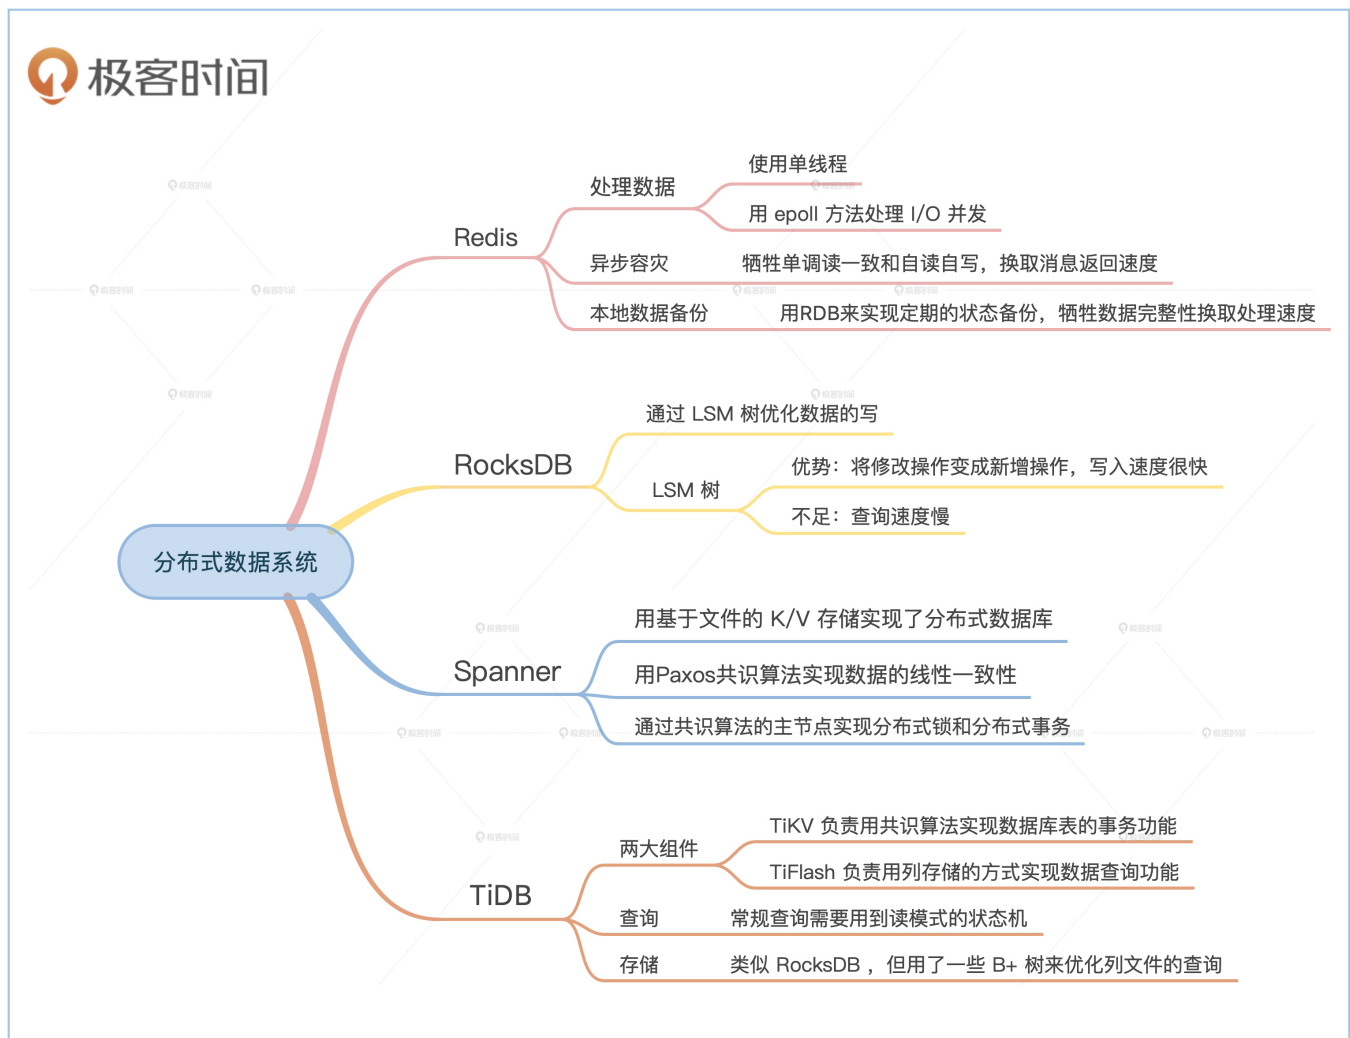 极客时间
使用单线程
处理数据
用 epoll 方法处理 I/O 并发
Redis
异步容灾
牺牲单调读一致和自读自写，换取消息返回速度
本地数据备份
用RDB来实现定期的状态备份，牺牲数据完整性换取处理速度
通过 LSM 树优化数据的写
RocksDB
优势：将修改操作变成新增操作，写入速度很快
LSM 树
不足：查询速度慢
分布式数据系统
用基于文件的 K/V 存储实现了分布式数据库
Spanner
用Paxos共识算法实现数据的线性一致性
通过共识算法的主节点实现分布式锁和分布式事务
TiKV 负责用共识算法实现数据库表的事务功能
两大组件
TiFlash 负责用列存储的方式实现数据查询功能
TiDB
查询
常规查询需要用到读模式的状态机
存储
类似 RocksDB ，但用了一些 B+ 树来优化列文件的查询